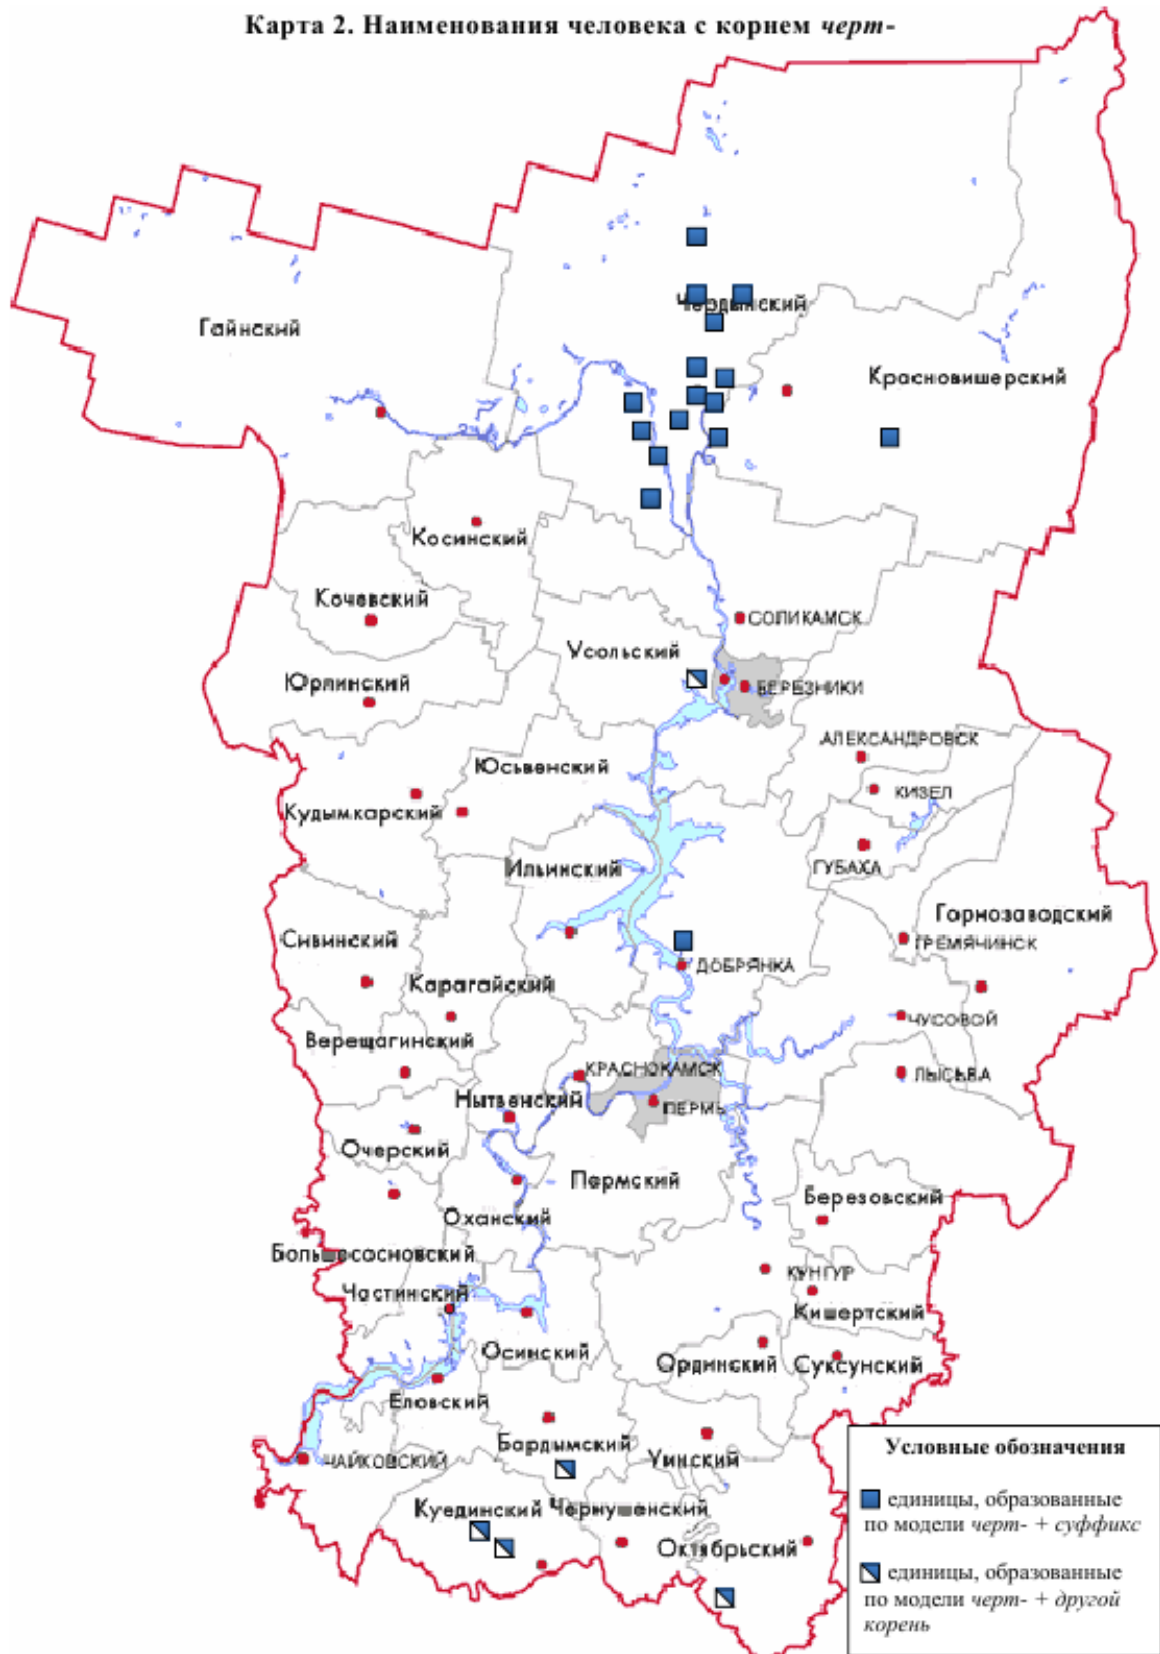 Карта 2. Наименования человека с корнем черт-
Чердынский
Гайнский
Красновишерский
Косинский
Кочевский
СОЛИКАМСК
Усольский
Юрлинский
БЕРЕЗНИКИ
АЛЕКСАНДРОВСК
Юсьвенский
КИЗЕЛ
Кудымкарский
Ильинский
ГУБАХА
Горнозаводский
Сивинский
ГРЕМЯЧИНСК
ДОБРЯНКА
Карагайский
ЧУСОВОЙ
Верещагинский
КРАСНОКАМСК
ЛЫСЬВА
Нытвенский
ПЕРМЬ
Очерский
Пермский
Березовский
Оханский
Большесосновский
КУНГУР
Частинский
Кишертский
Осинский
Ординский
Суксунский
Еловский
Бардымский
Уинский
ЧАЙКОВСКИЙ
Куединский
Чернушенский
Октябрьский
Условные обозначения
единицы, образованные
по модели черт- + суффикс
единицы, образованные
по модели черт- + другой
корень